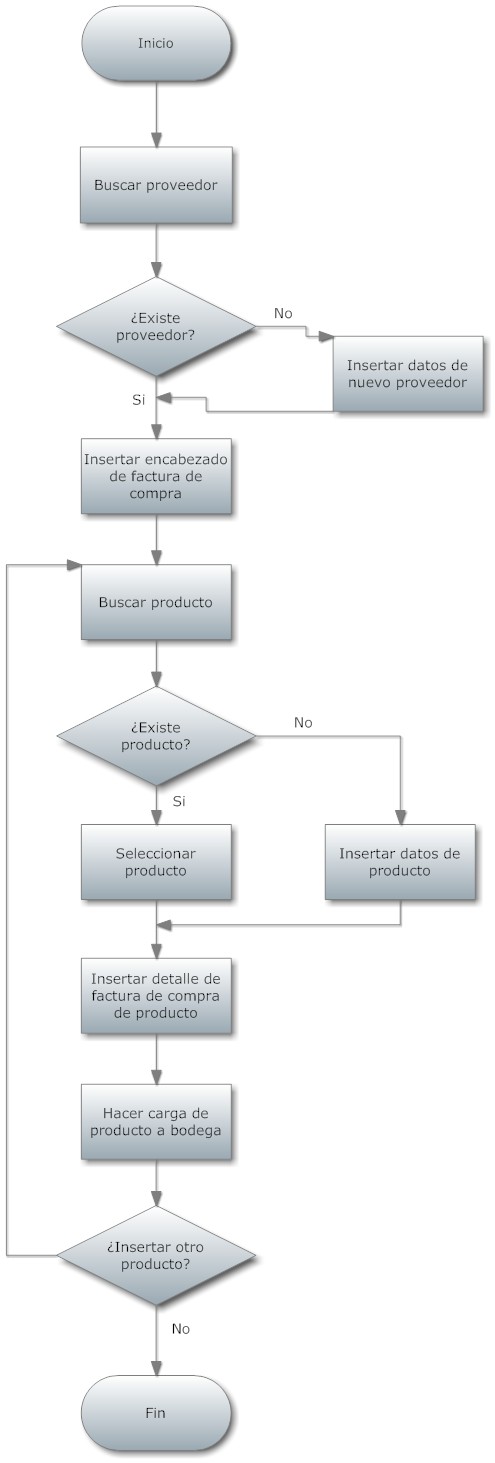 Inicio
Buscar proveedor
¿Existe
proveedor?
No
Insertar datos de
nuevo proveedor
Si
Insertar encabezado
de factura de
compra
Buscar producto
¿Existe
producto?
No
Si
Seleccionar
producto
Insertar datos de
producto
Insertar detalle de
factura de compra
de producto
Hacer carga de
producto a bodega
¿Insertar otro
producto?
No
Fin